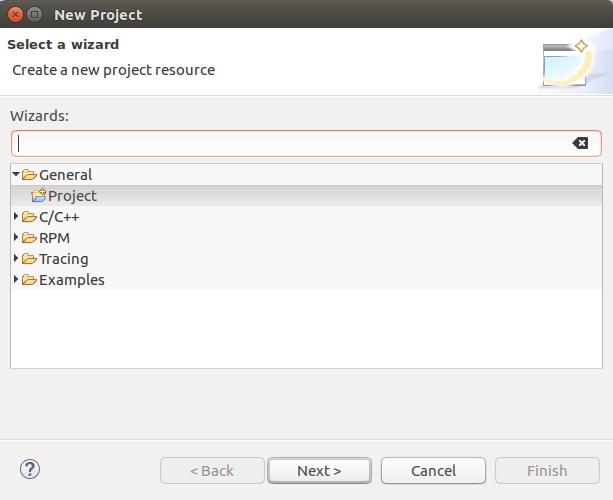 New Project
Select a wizard
Create a new project resource
Wizards:
General
Project
C/C++
RPM
Tracing
Examples
?
< Back
Next >
Cancel
Finish